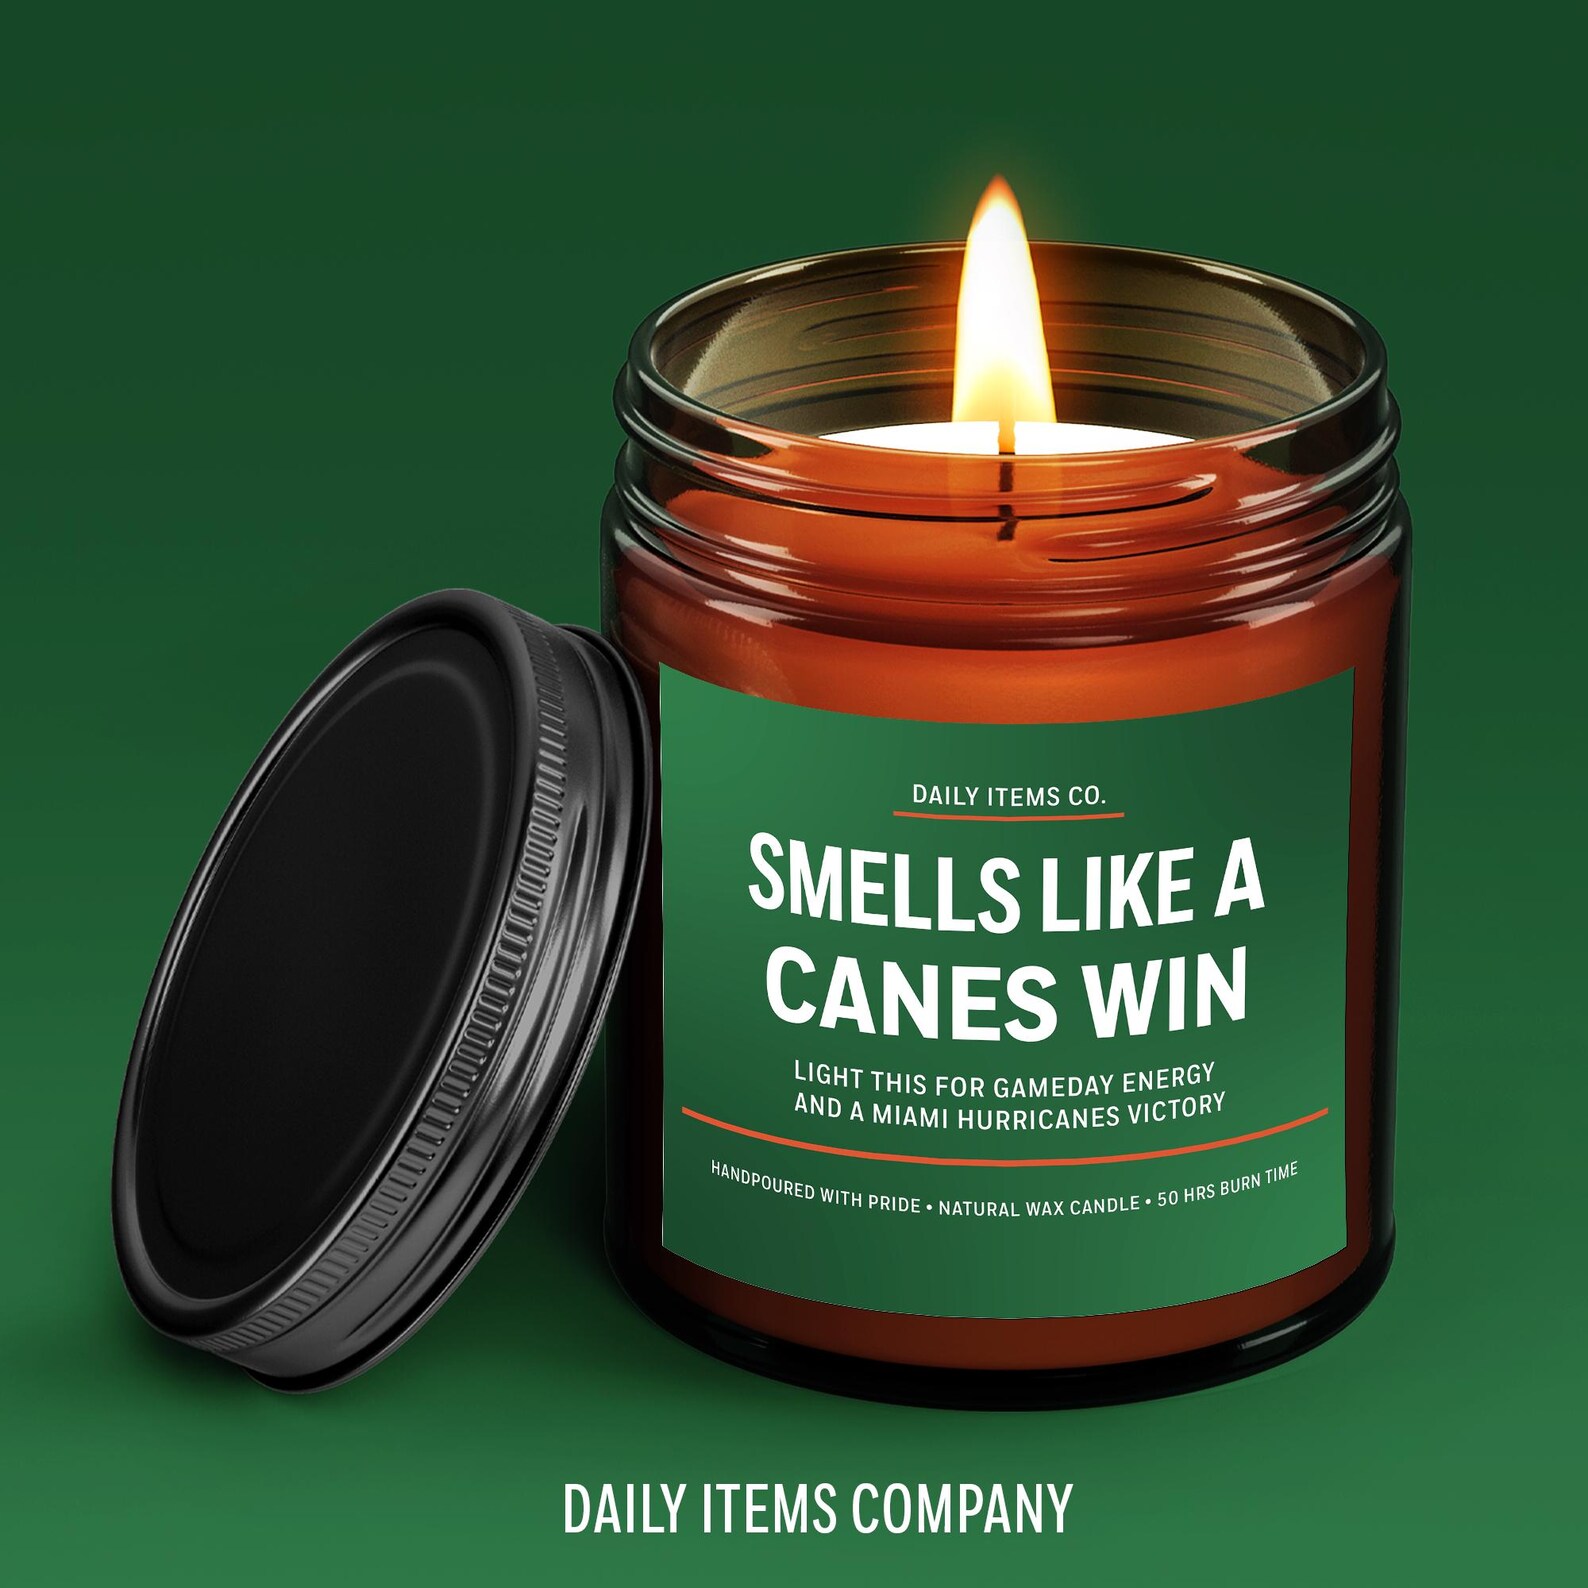 DAILY ITEMS CO.
SMELLS LIKE A
CANES WIN
LIGHT THIS FOR GAMEDAY ENERGY
AND A MIAMI HURRICANES VICTORY
HANDPOURED WITH PRIDE • NATURAL WAX CANDLE • 50 HRS BURN TIME
DAILY ITEMS COMPANY